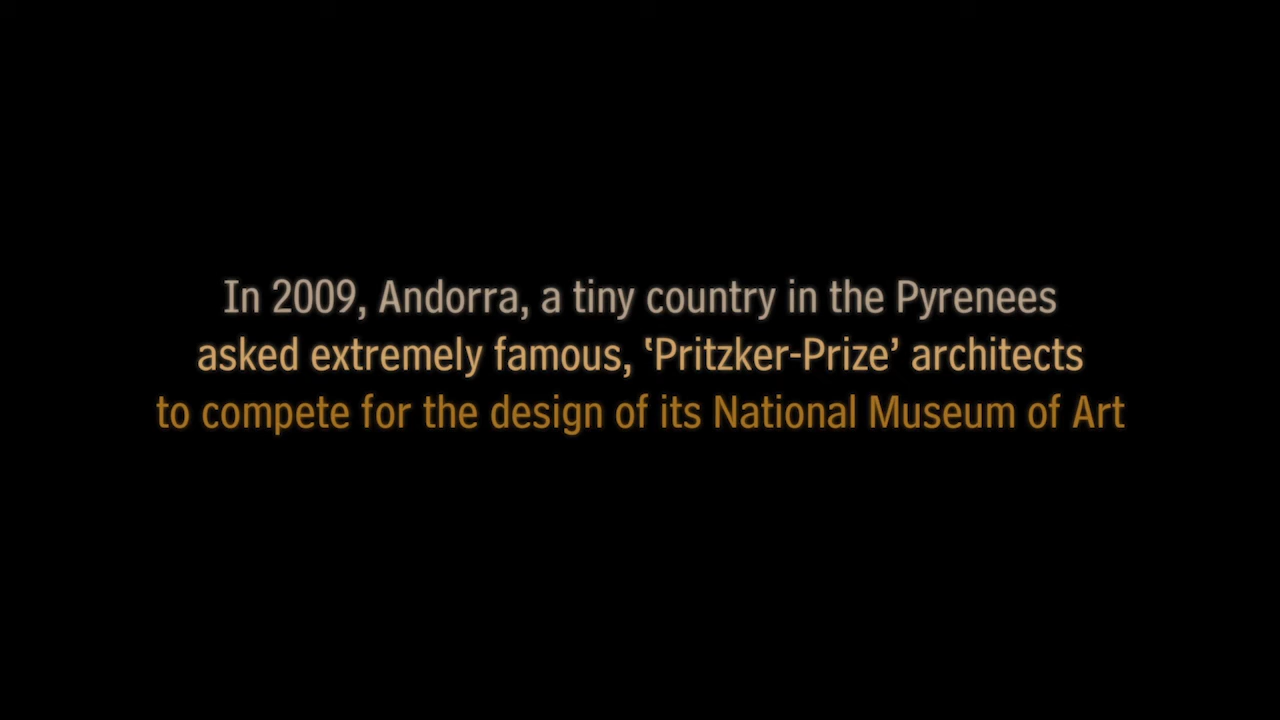 In 2009, Andorra, a tiny country in the Pyrenees
asked extremely famous, ‛Pritzker-Prize’ architects
to compete for the design of its National Museum of Art